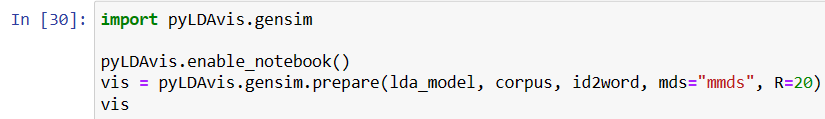 In [30]: import pyLDAvis.gensim
pyLDAvis.enable_notebook()
vis = pyLDAvis.gensim.prepare(lda_model, corpus, id2word, mds="mmds", R=20)
vis